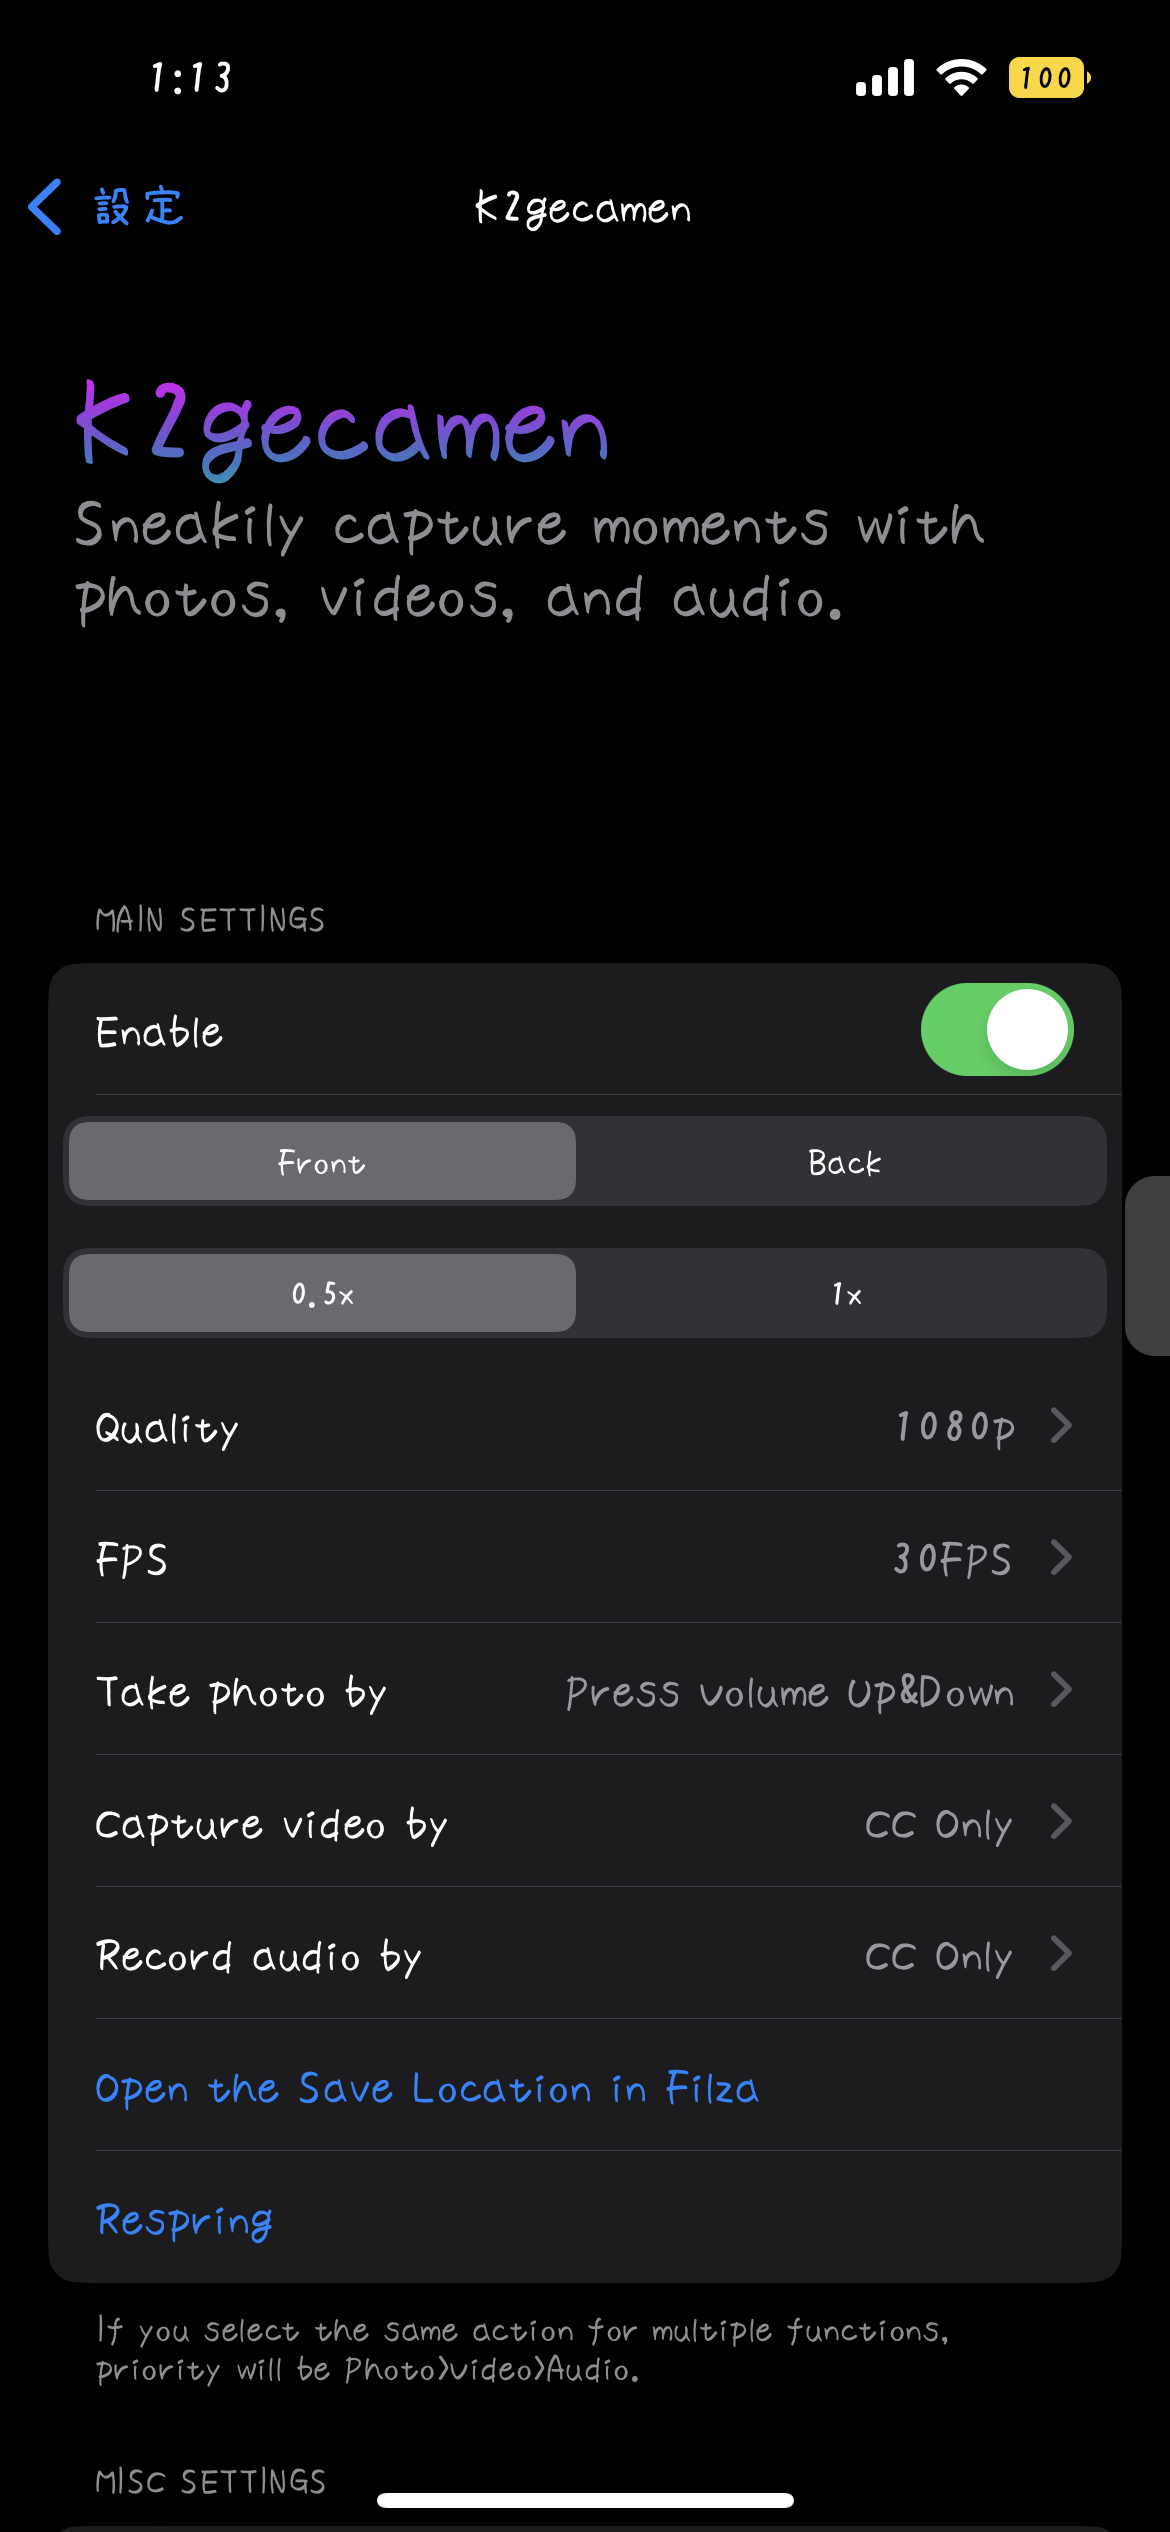 1:13
100
設定
K2gecamen
K2gecamen
Sneakily capture moments with
photos, videos, and audio.
MAIN SETTINGS
Enable
Front
Back
0.5x
1x
Quality
1080p
FPS
30FPS
Take photo by
Press volume Up&Down
Capture video by
CC Only
Record audio by
CC Only
Open the Save Location in Filza
Respring
If you select the same action for multiple functions,
priority will be Photo>Video>Audio.
MISC SETTINGS